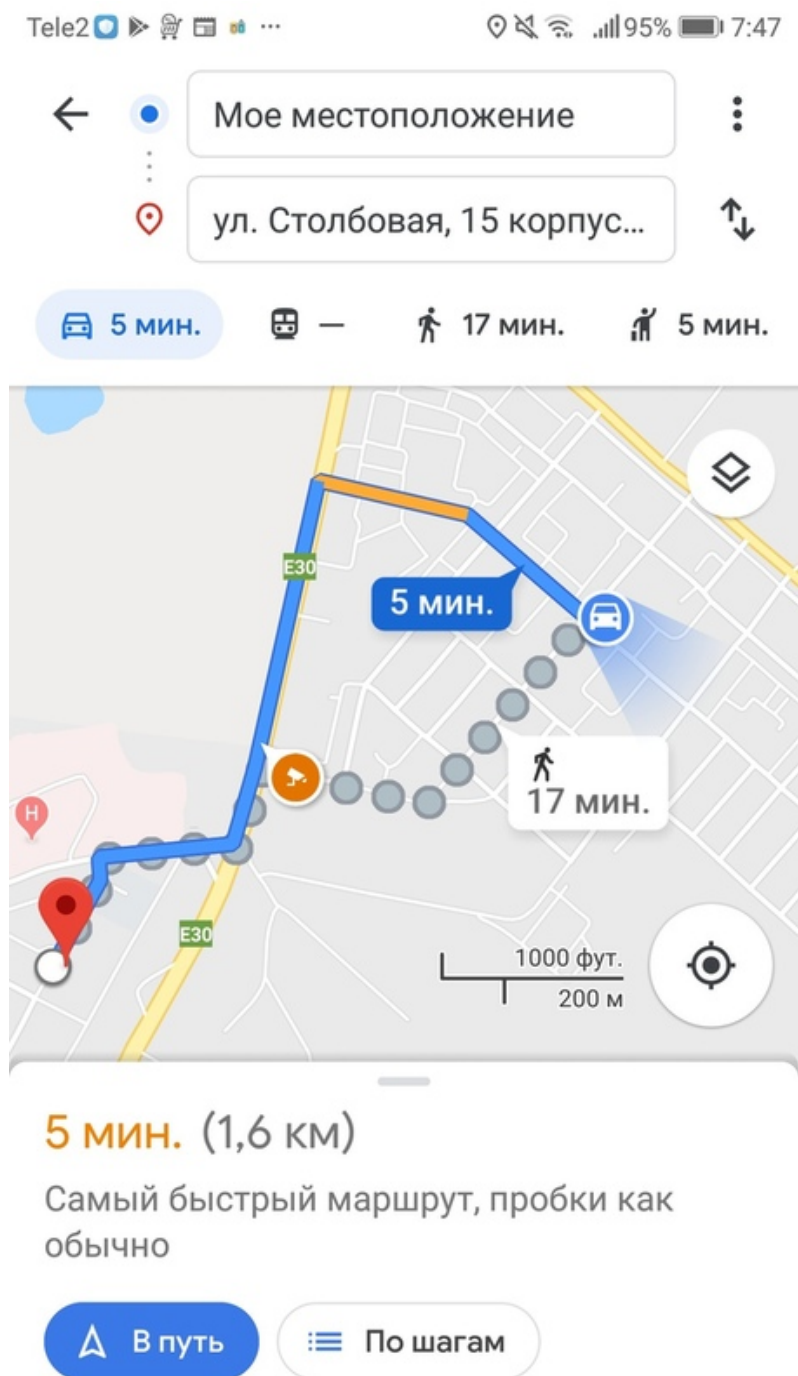 Tele2 ... 95% 7:47
Мое местоположение
ул. Столбовая, 15 корпус...
5 мин. — 17 мин. 5 мин.
E30
5 мин.
17 мин.
H
E30
1000 фут.
200 м
5 мин. (1,6 км)
Самый быстрый маршрут, пробки как
обычно
В путь По шагам